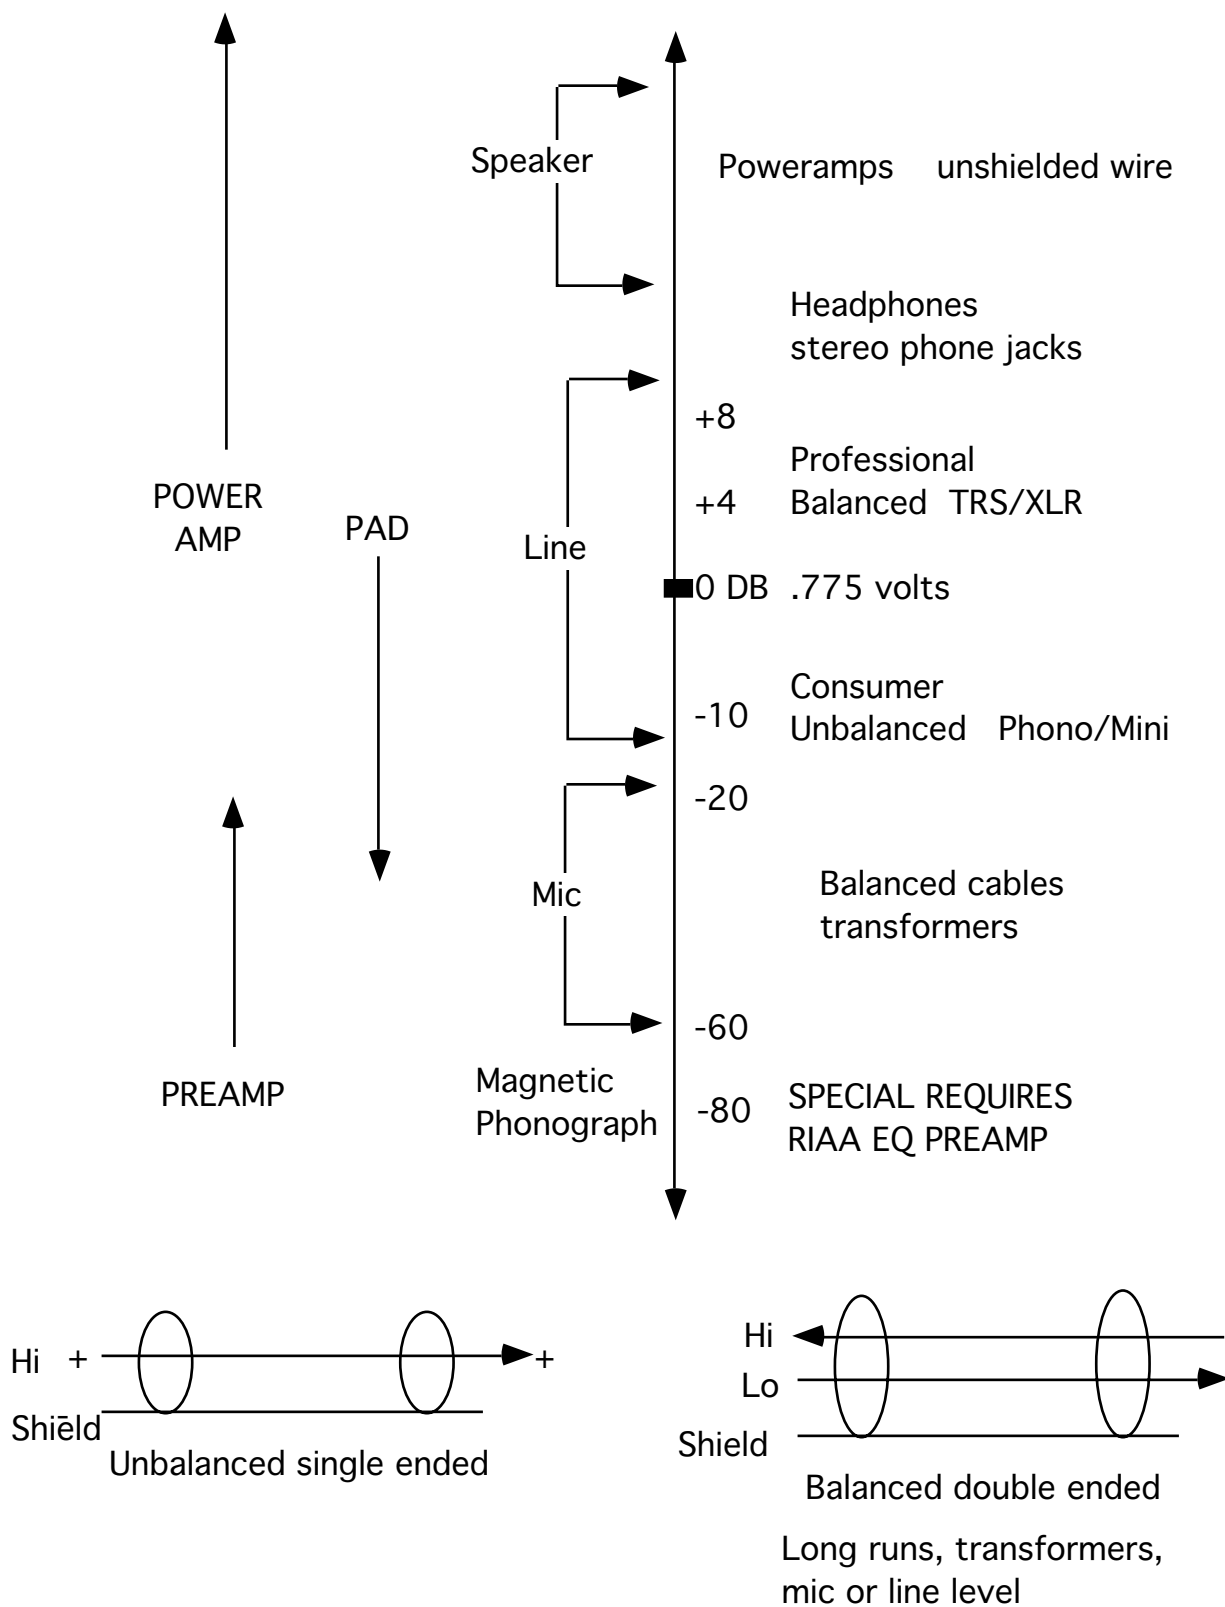 Speaker
Poweramps unshielded wire
Headphones
stereo phone jacks
+8
Professional
+4 Balanced TRS/XLR
POWER
AMP
PAD
Line
0 DB .775 volts
Consumer
-10 Unbalanced Phono/Mini
-20
Mic
Balanced cables
transformers
-60
PREAMP
Magnetic
Phonograph
-80 SPECIAL REQUIRES
RIAA EQ PREAMP
Hi + +
Shield
-
Unbalanced single ended
Hi
Lo
Shield
Balanced double ended
Long runs, transformers,
mic or line level